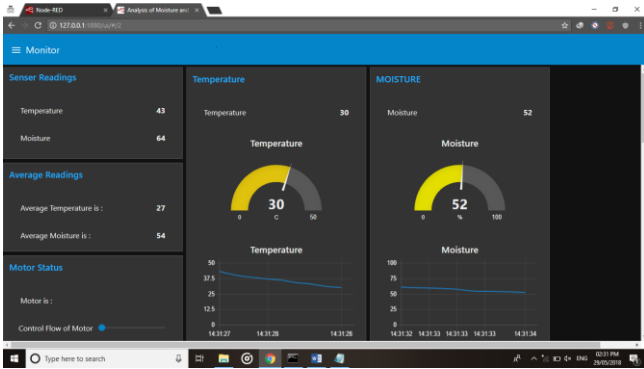 Node-RED
Analysis of Moisture and
127.0.0.1:1880/ui/#/2
Monitor
Senser Readings
Temperature 43
Moisture 64
Average Readings
Average Temperature is : 27
Average Moisture is : 54
Motor Status
Motor is :
Control Flow of Motor
Temperature
Temperature 30
Temperature
30
0 C 50
Temperature
50
37.5
25
12.5
0
14:31:27 14:31:28 14:31:28
MOISTURE
Moisture 52
Moisture
52
0 % 100
Moisture
100
75
50
25
0
14:31:32 14:31:33 14:31:33 14:31:33 14:31:34
Type here to search
ENG
02:31 PM
29/05/2018